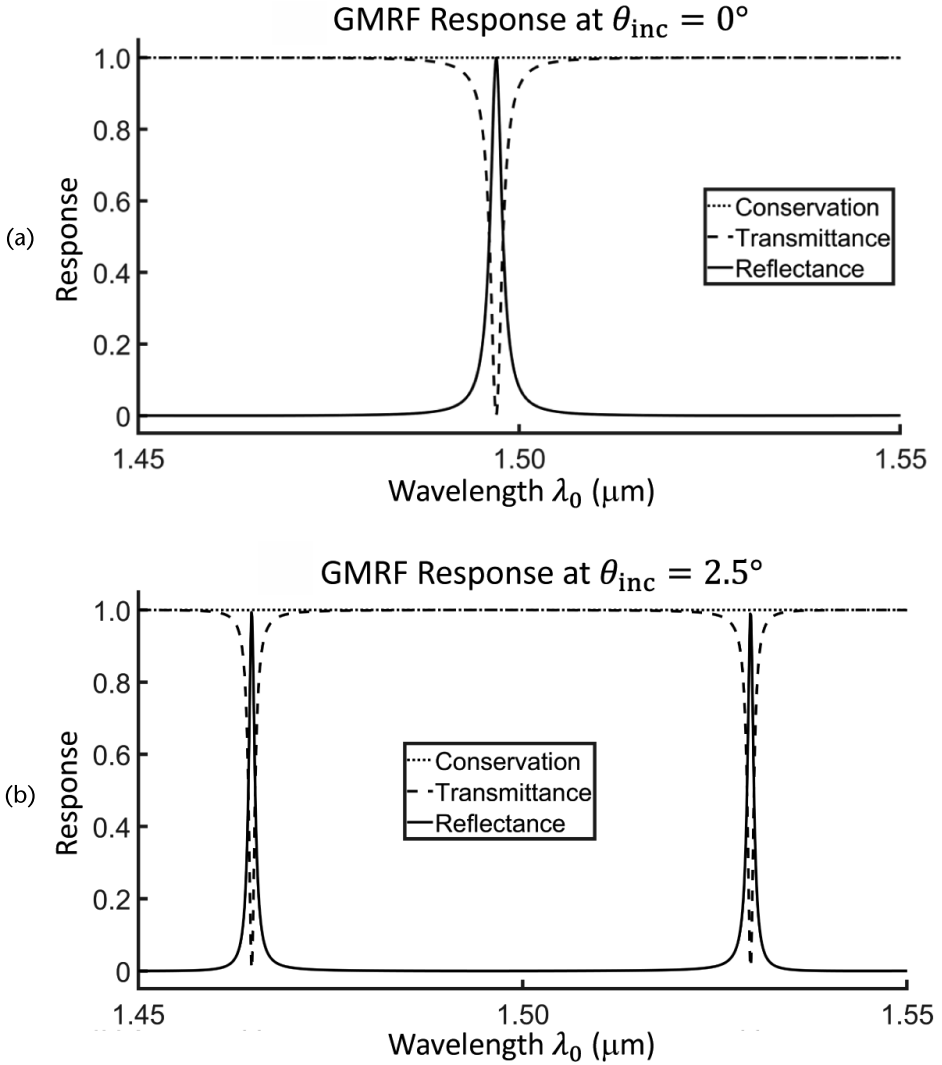 GMRF Response at θinc = 0°
(a)
Response
1.0
0.8
0.6
0.4
0.2
0
Conservation
Transmittance
Reflectance
1.45
1.50
1.55
Wavelength λ0 (μm)
GMRF Response at θinc = 2.5°
(b)
Response
1.0
0.8
0.6
0.4
0.2
0
Conservation
Transmittance
Reflectance
1.45
1.50
1.55
Wavelength λ0 (μm)